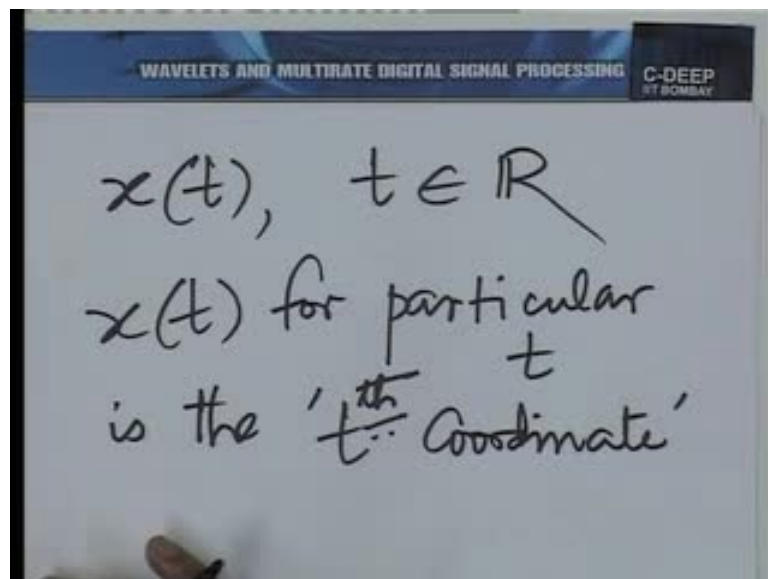 WAVELETS AND MULTIRATE DIGITAL SIGNAL PROCESSING
C-DEEP
IIT BOMBAY
x(t), t ∈ ℝ
x(t) for particular
t
is the 't^th Coordinate'